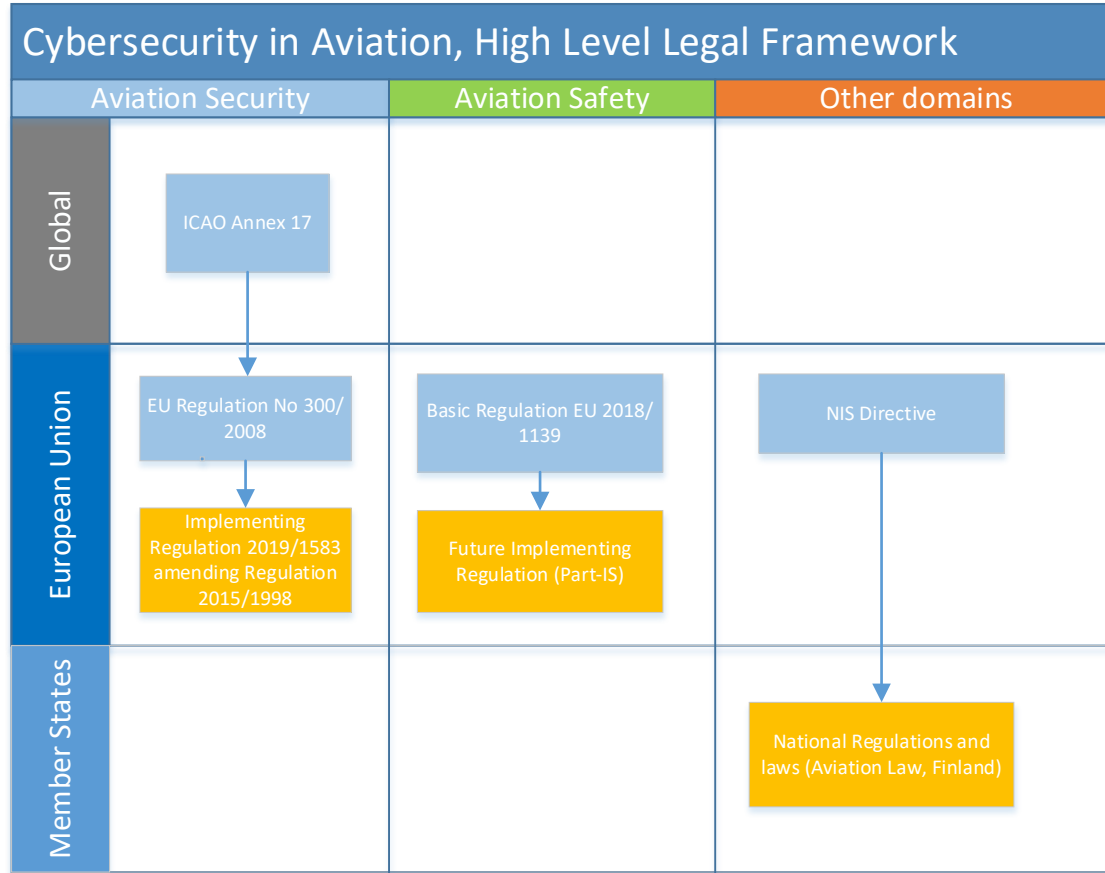 Cybersecurity in Aviation, High Level Legal Framework
Aviation Security
Aviation Safety
Other domains
Global
ICAO Annex 17
European Union
EU Regulation No 300/
2008
Basic Regulation EU 2018/
1139
NIS Directive
Implementing
Regulation 2019/1583
amending Regulation
2015/1998
Future Implementing
Regulation (Part-IS)
Member States
National Regulations and
laws (Aviation Law, Finland)